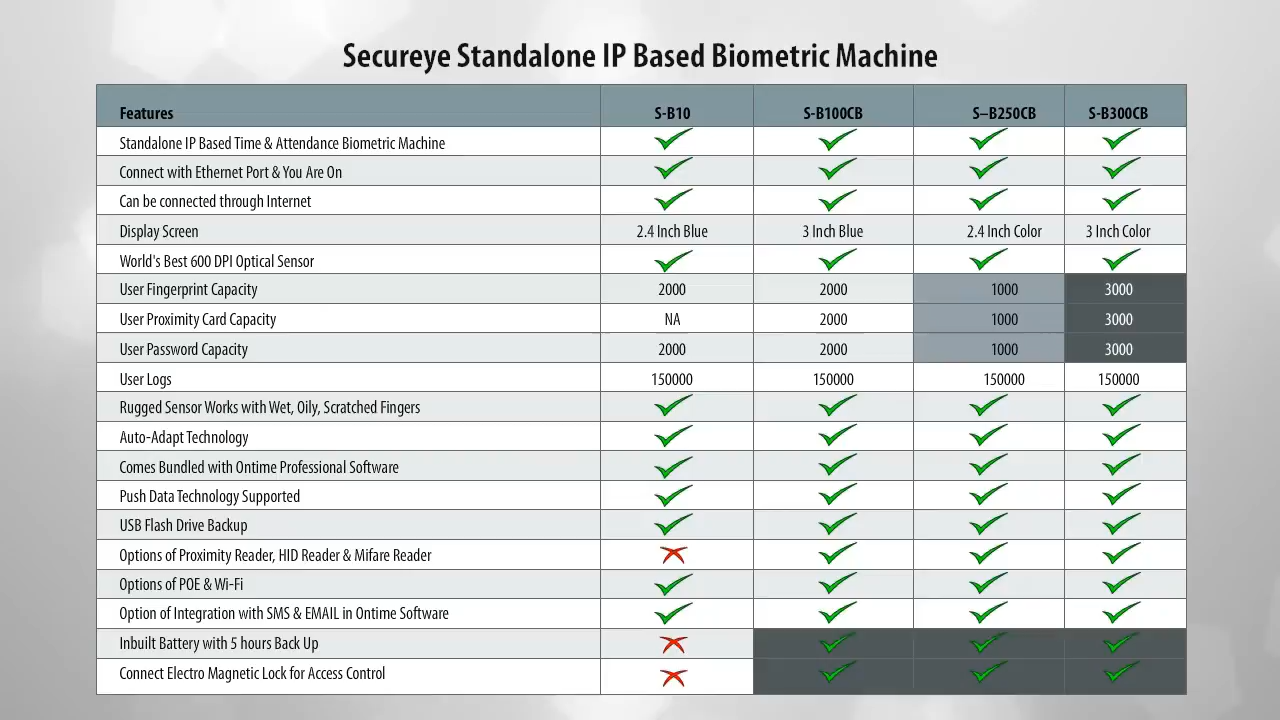 Secureye Standalone IP Based Biometric Machine
Features S-B10 S-B100CB S–B250CB S-B300CB
Standalone IP Based Time & Attendance Biometric Machine
Connect with Ethernet Port & You Are On
Can be connected through Internet
Display Screen 2.4 Inch Blue 3 Inch Blue 2.4 Inch Color 3 Inch Color
World's Best 600 DPI Optical Sensor
User Fingerprint Capacity 2000 2000 1000 3000
User Proximity Card Capacity NA 2000 1000 3000
User Password Capacity 2000 2000 1000 3000
User Logs 150000 150000 150000 150000
Rugged Sensor Works with Wet, Oily, Scratched Fingers
Auto-Adapt Technology
Comes Bundled with Ontime Professional Software
Push Data Technology Supported
USB Flash Drive Backup
Options of Proximity Reader, HID Reader & Mifare Reader
Options of POE & Wi-Fi
Option of Integration with SMS & EMAIL in Ontime Software
Inbuilt Battery with 5 hours Back Up
Connect Electro Magnetic Lock for Access Control